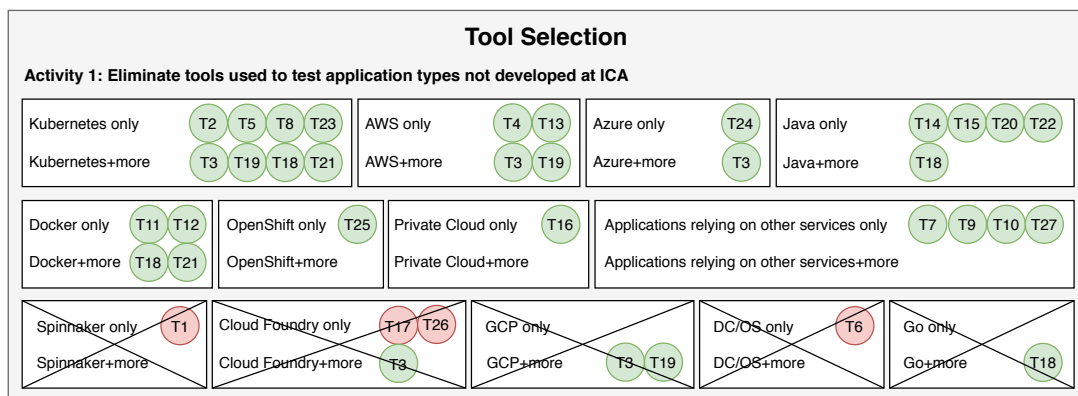 Tool Selection
Activity 1: Eliminate tools used to test application types not developed at ICA
Kubernetes only T2 T5 T8 T23
Kubernetes+more T3 T19 T18 T21
AWS only T4 T13
AWS+more T3 T19
Azure only T24
Azure+more T3
Java only T14 T15 T20 T22
Java+more T18
Docker only T11 T12
Docker+more T18 T21
OpenShift only T25
OpenShift+more
Private Cloud only T16
Private Cloud+more
Applications relying on other services only T7 T9 T10 T27
Applications relying on other services+more
Spinnaker only T1
Spinnaker+more
Cloud Foundry only T17 T26
Cloud Foundry+more T3
GCP only
GCP+more T3 T19
DC/OS only T6
DC/OS+more
Go only
Go+more T18